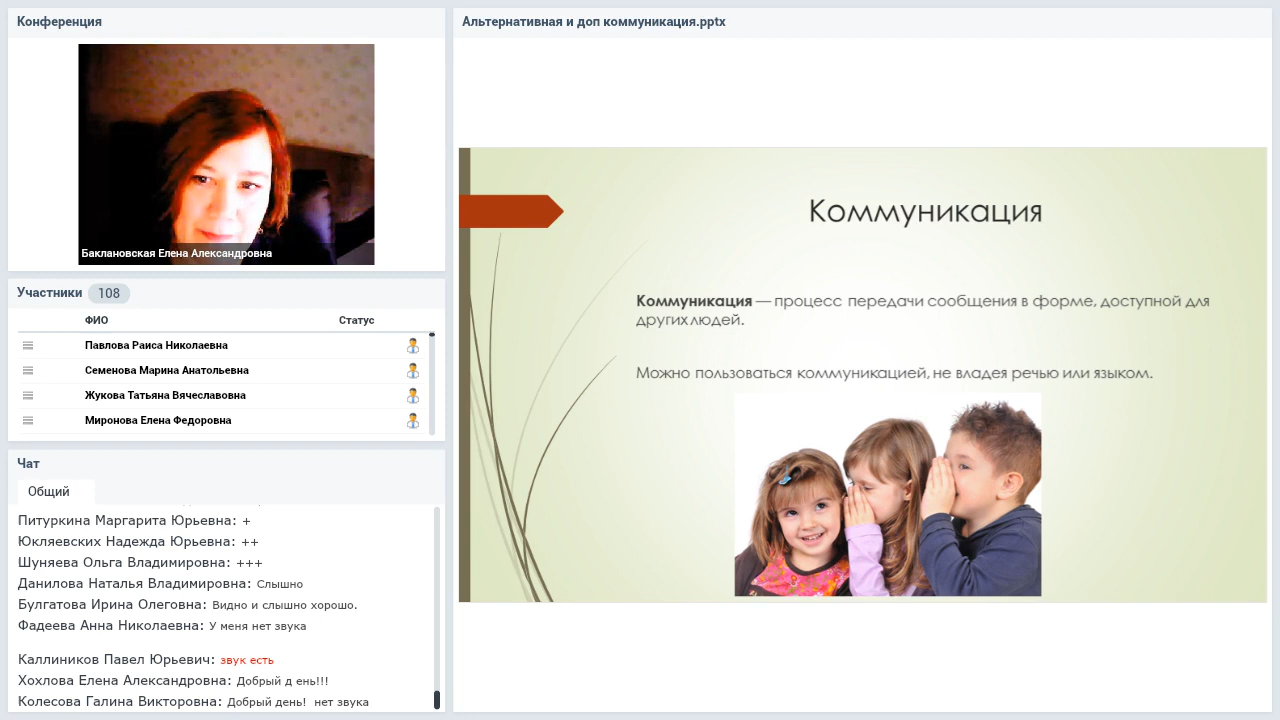 Конференция
Баклановская Елена Александровна
Участники 108
ФИО Статус
Павлова Раиса Николаевна
Семенова Марина Анатольевна
Жукова Татьяна Вячеславовна
Миронова Елена Федоровна
Чат
Общий
Питуркина Маргарита Юрьевна: +
Юкляевских Надежда Юрьевна: ++
Шуняева Ольга Владимировна: +++
Данилова Наталья Владимировна: Слышно
Булгатова Ирина Олеговна: Видно и слышно хорошо.
Фадеева Анна Николаевна: У меня нет звука
Каллиников Павел Юрьевич: звук есть
Хохлова Елена Александровна: Добрый д ень!!!
Колесова Галина Викторовна: Добрый день! нет звука
Альтернативная и доп коммуникация.pptx
Коммуникация
Коммуникация — процесс передачи сообщения в форме, доступной для
других людей.
Можно пользоваться коммуникацией, не владея речью или языком.